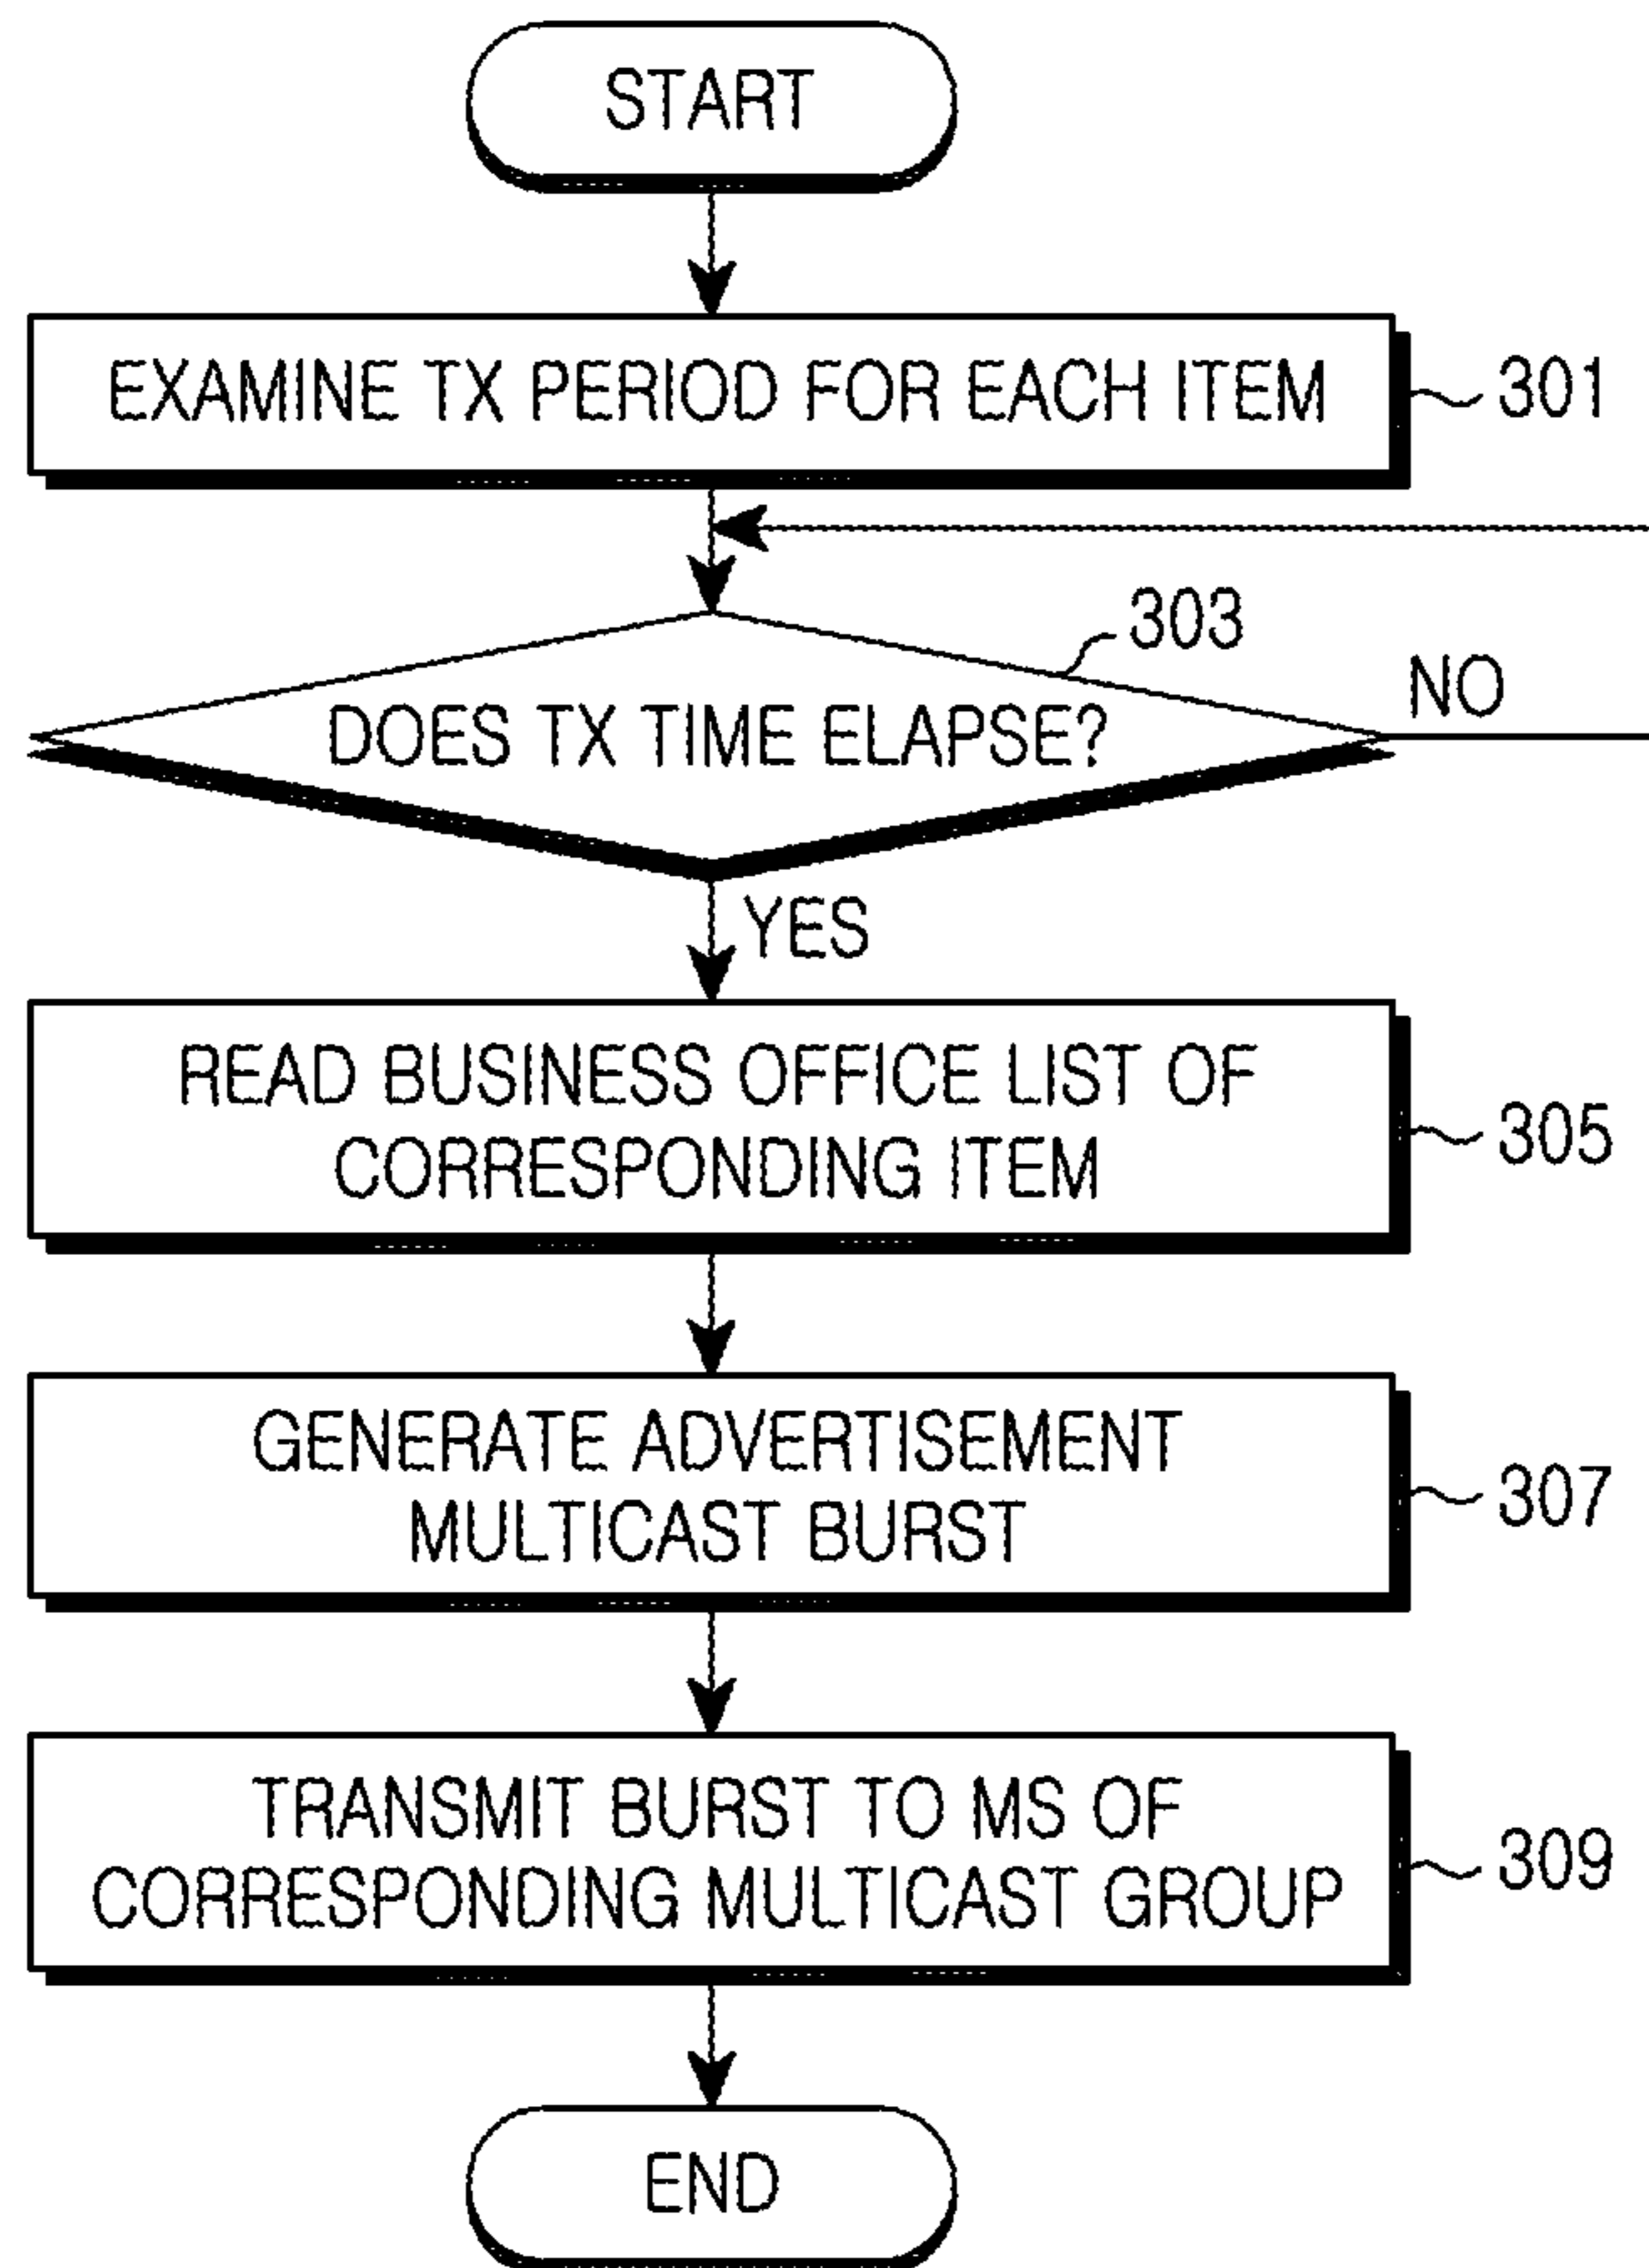 START
EXAMINE TX PERIOD FOR EACH ITEM
301
303
DOES TX TIME ELAPSE?
NO
YES
READ BUSINESS OFFICE LIST OF
CORRESPONDING ITEM
305
GENERATE ADVERTISEMENT
MULTICAST BURST
307
TRANSMIT BURST TO MS OF
CORRESPONDING MULTICAST GROUP
309
END